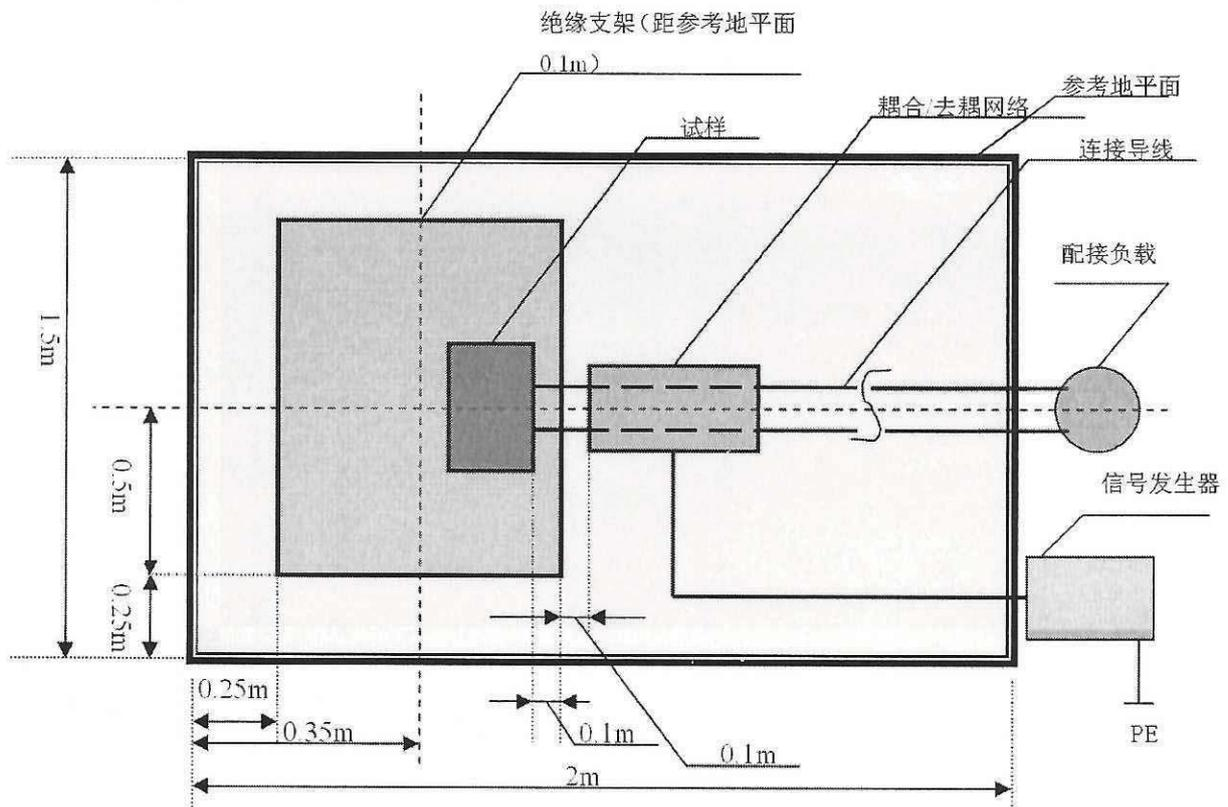 绝缘支架（距参考地平面
0.1m）
参考地平面
耦合/去耦网络
试样
连接导线
配接负载
1.5m
0.5m
信号发生器
0.25m
0.25m
0.35m
0.1m
0.1m
PE
2m